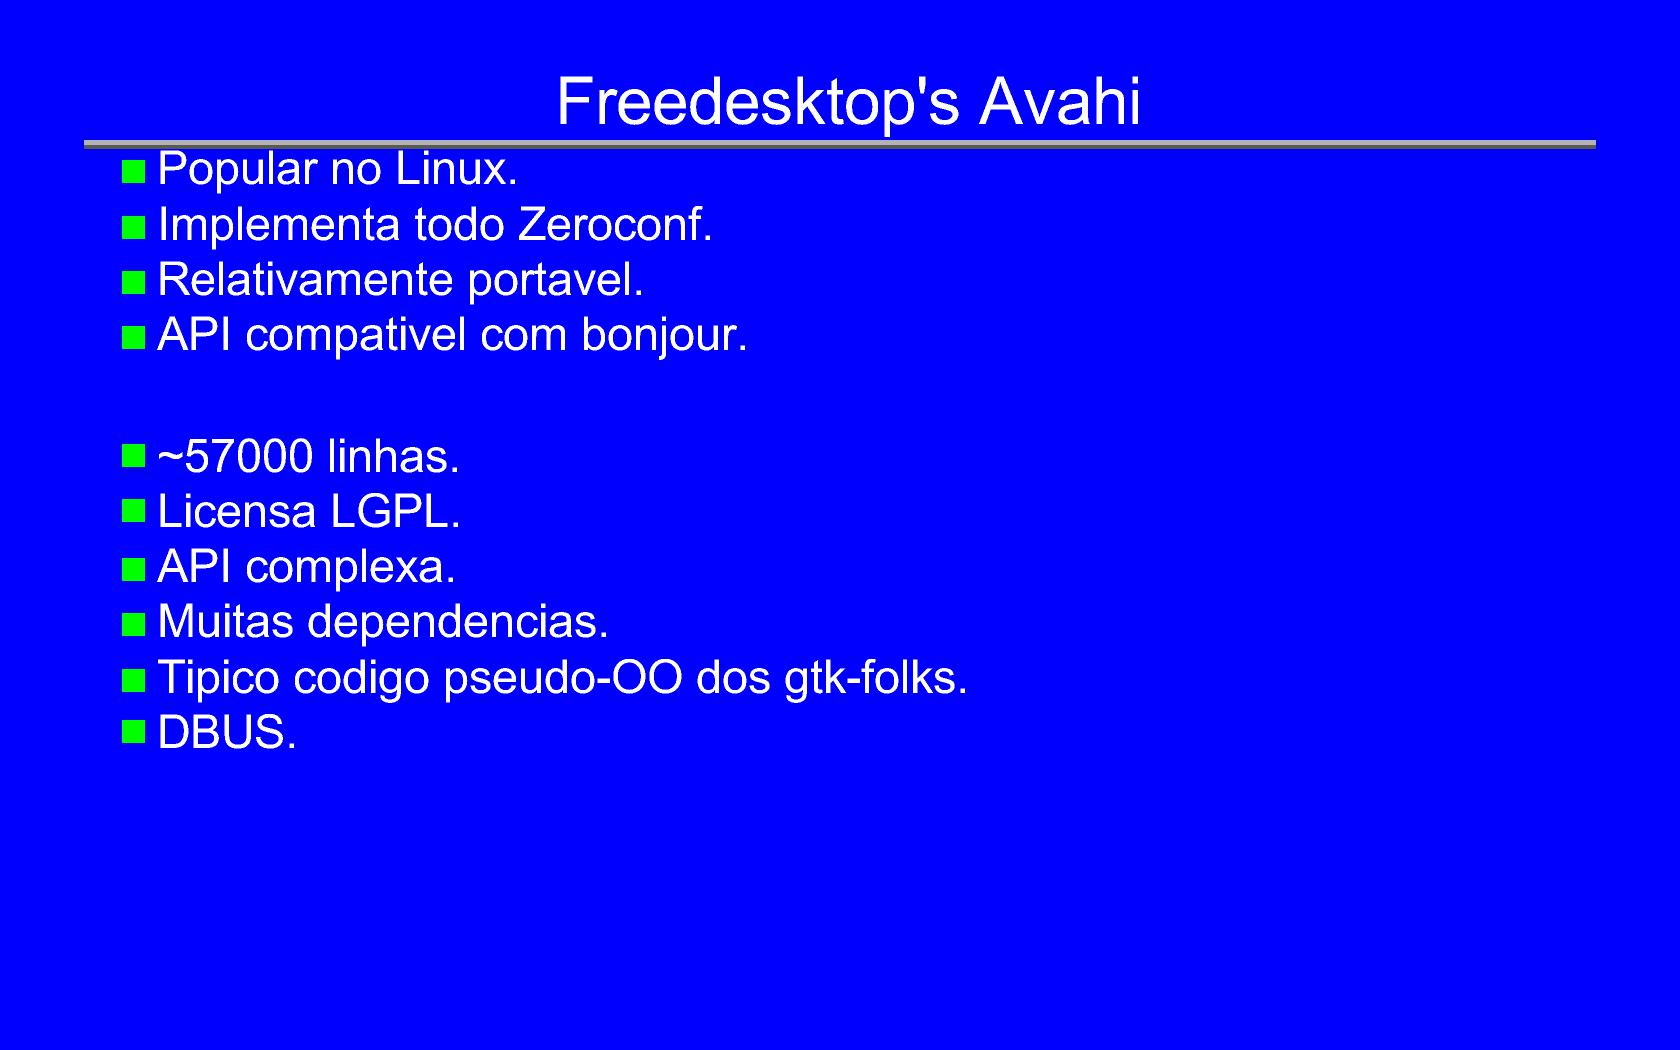 Freedesktop's Avahi
Popular no Linux.
Implementa todo Zeroconf.
Relativamente portavel.
API compativel com bonjour.
~57000 linhas.
Licensa LGPL.
API complexa.
Muitas dependencias.
Tipico codigo pseudo-OO dos gtk-folks.
DBUS.